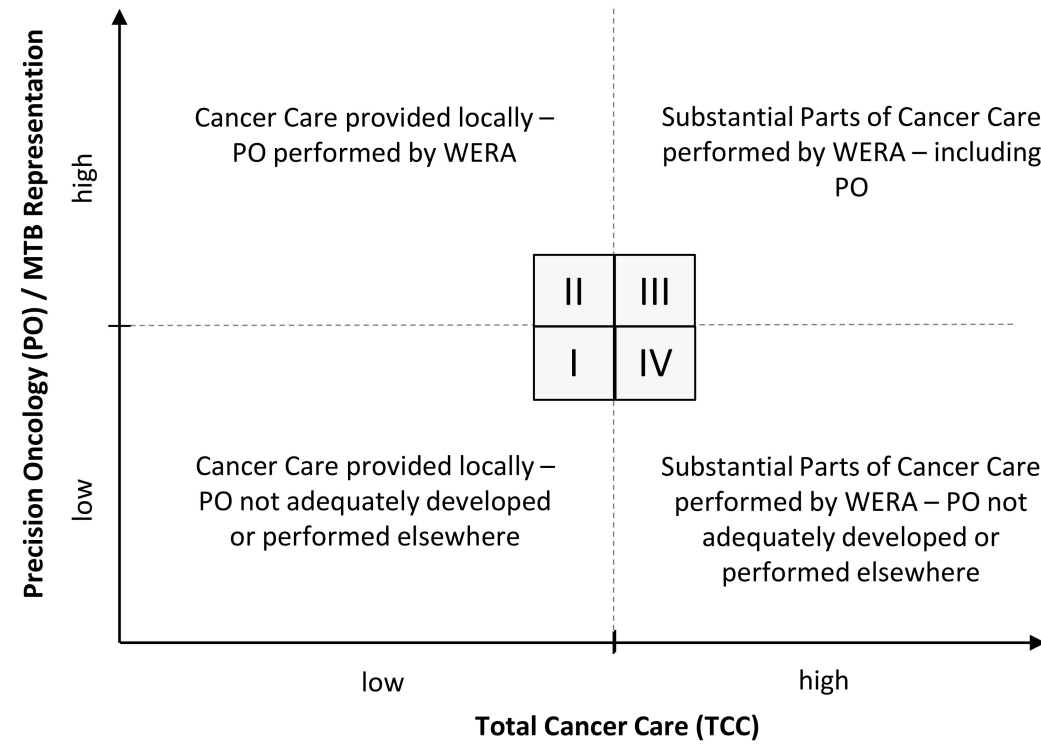 Precision Oncology (PO) / MTB Representation
high
low
Cancer Care provided locally –
PO performed by WERA
Substantial Parts of Cancer Care
performed by WERA – including
PO
II
III
I
IV
Cancer Care provided locally –
PO not adequately developed
or performed elsewhere
Substantial Parts of Cancer Care
performed by WERA – PO not
adequately developed or
performed elsewhere
low
high
Total Cancer Care (TCC)